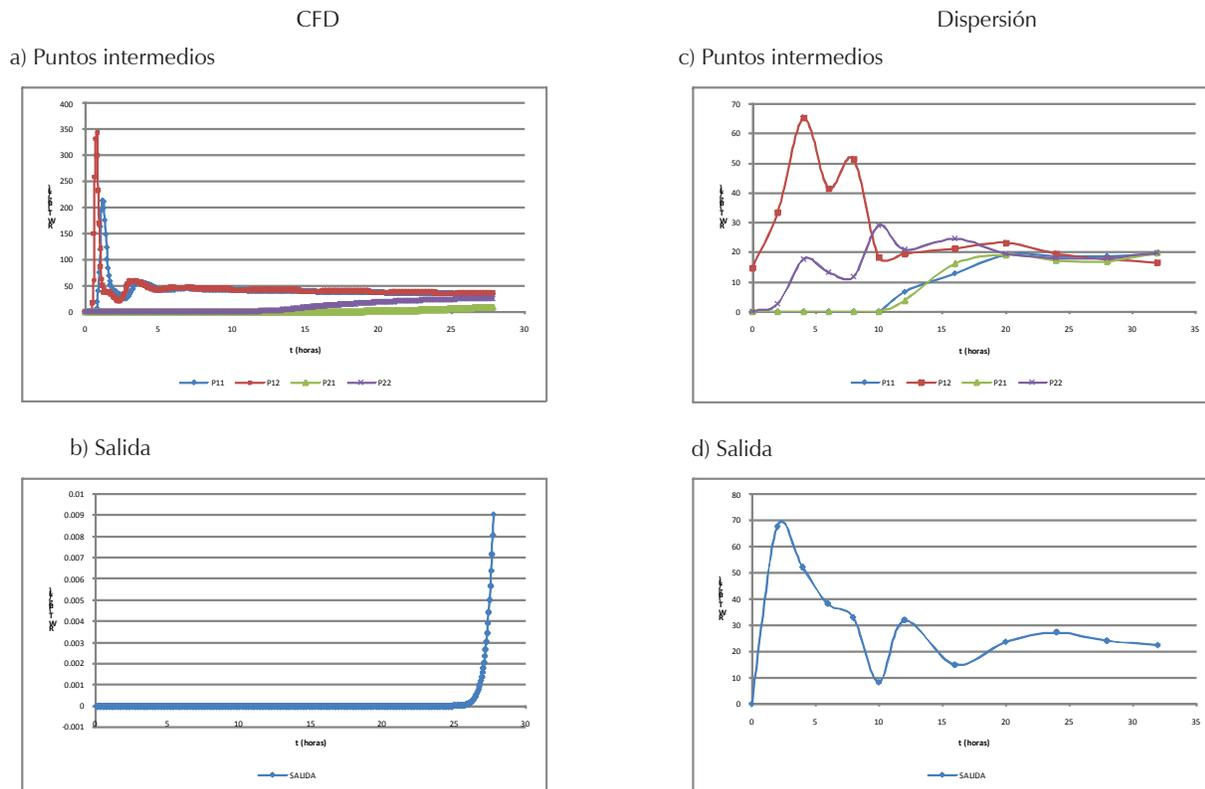 CFD
Dispersión
a) Puntos intermedios
400
350
300
250
200
150
100
50
0
0 5 10 15 20 25 30
t (horas)
P11 P12 P21 P22
c) Puntos intermedios
70
60
50
40
30
20
10
0
0 5 10 15 20 25 30 35
t (horas)
P11 P12 P21 P22
b) Salida
0.01
0.009
0.008
0.007
0.006
0.005
0.004
0.003
0.002
0.001
0
-0.001
0 5 10 15 20 25 30
t (horas)
SALIDA
d) Salida
80
70
60
50
40
30
20
10
0
0 5 10 15 20 25 30 35
t (horas)
SALIDA